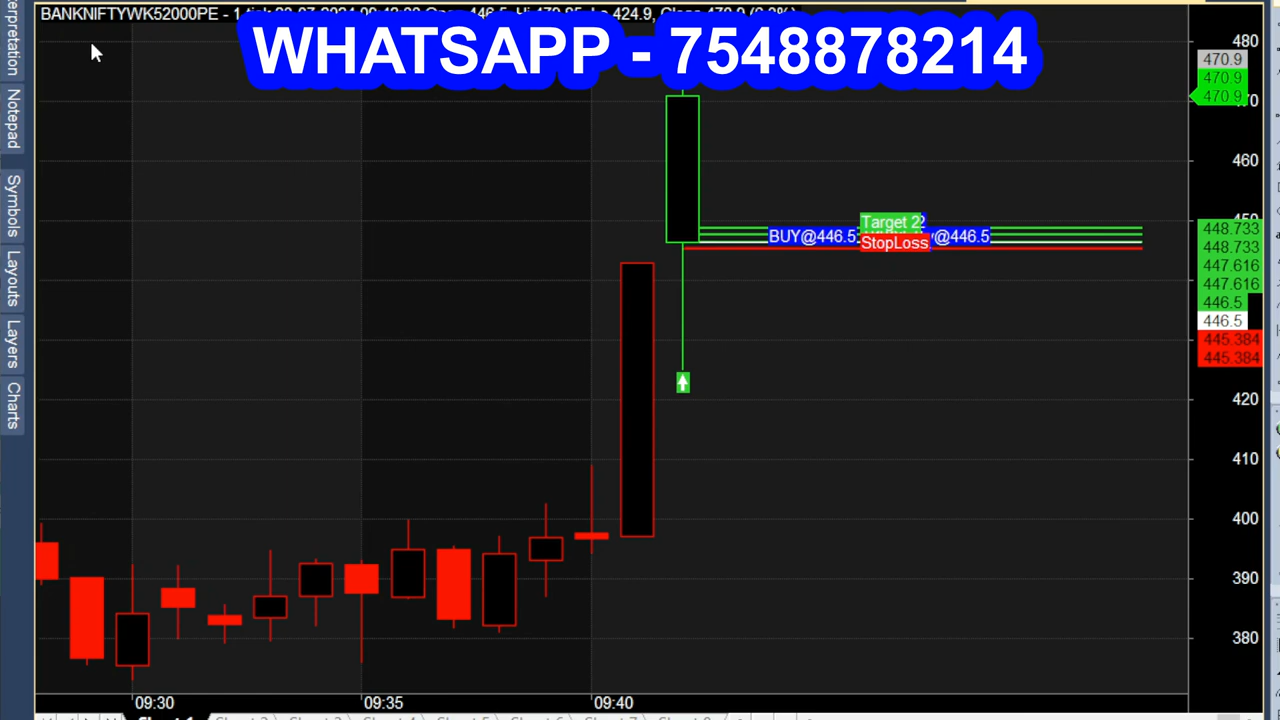 BANKNIFTYWK52000PE - 1
WHATSAPP - 7548878214
Interpretation
Notepad
Symbols
Layouts
Layers
Charts
480
470.9
470.9
470.9
460
Target 2
BUY@446.5
@446.5
StopLoss
448.733
448.733
447.616
447.616
446.5
446.5
445.384
445.384
420
410
400
390
380
09:30
09:35
09:40